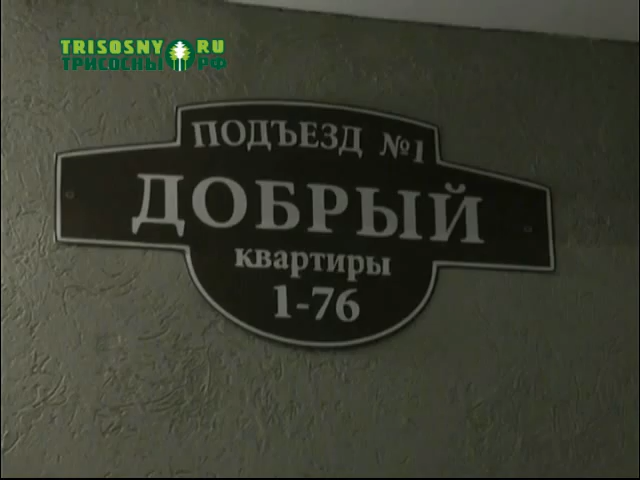 TRISOSNY.RU
ТРИСОСНЫ.РФ
ПОДЪЕЗД №1
ДОБРЫЙ
квартиры
1-76